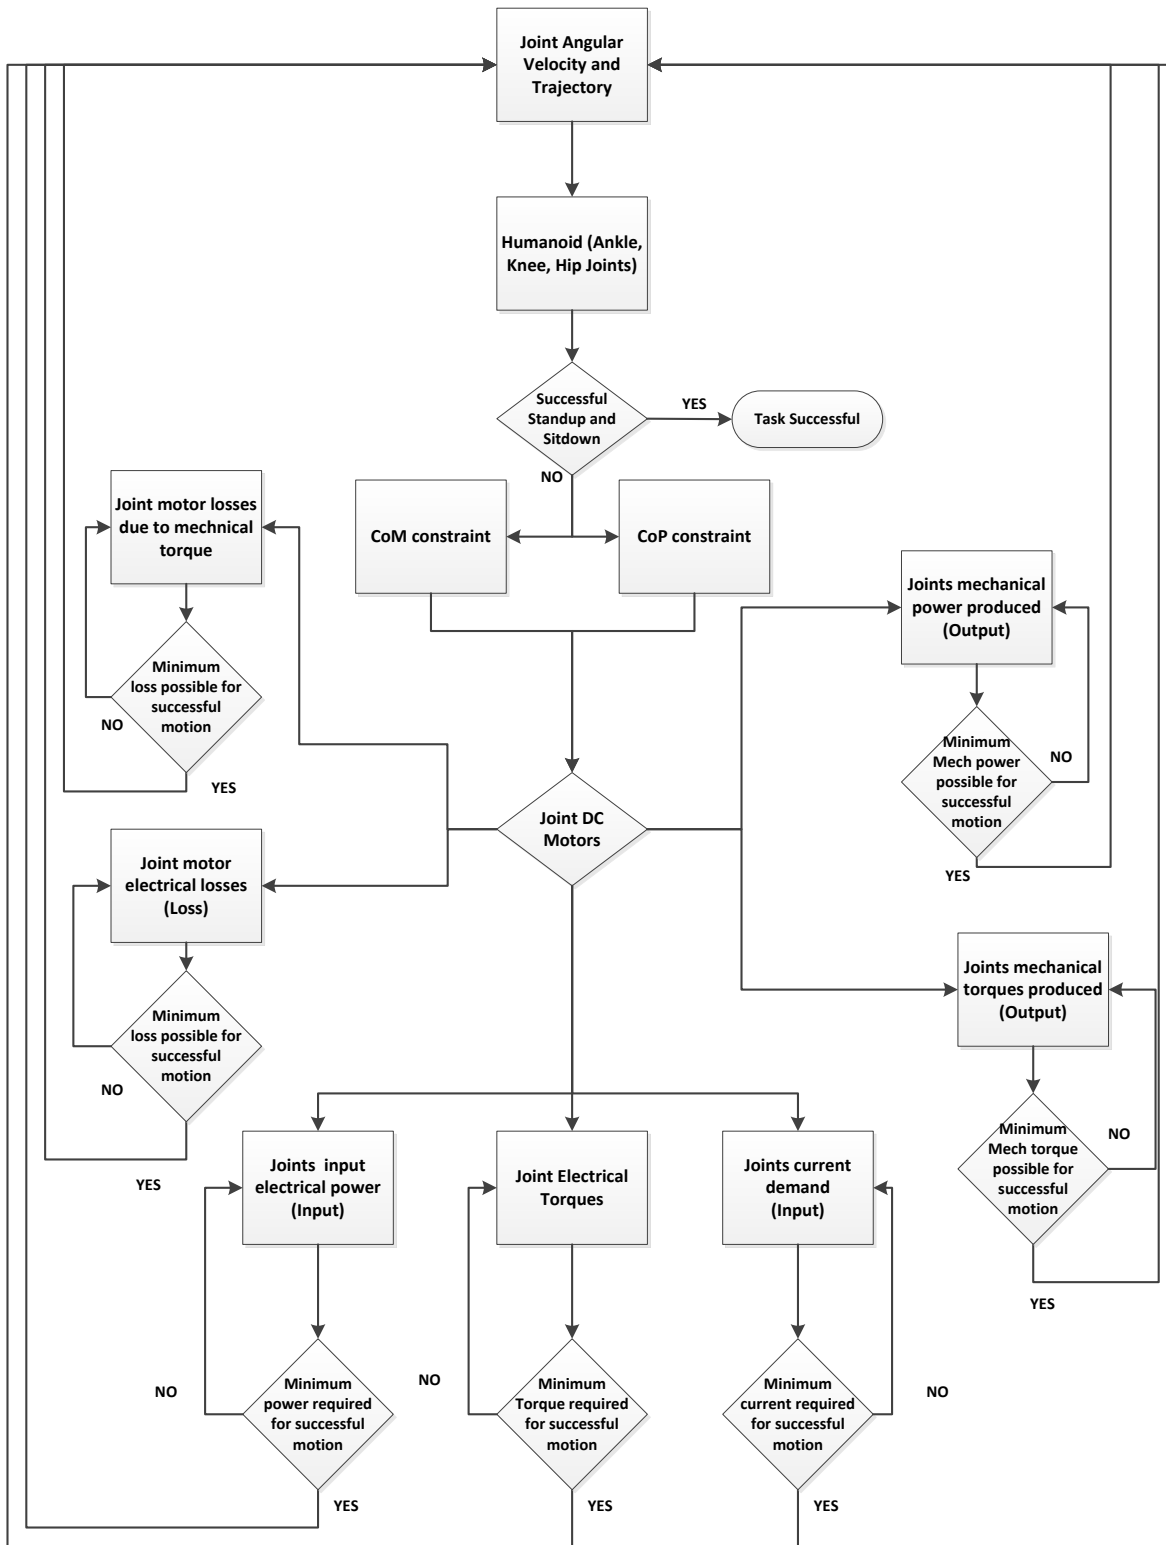 Joint Angular
Velocity and
Trajectory
Humanoid (Ankle,
Knee, Hip Joints)
Successful
Standup and
Sitdown
YES
Task Successful
NO
CoM constraint
CoP constraint
Joint motor losses
due to mechnical
torque
Minimum
loss possible for
successful
motion
NO
YES
Joints mechanical
power produced
(Output)
Minimum
Mech power
possible for
successful
motion
NO
YES
Joint DC
Motors
Joint motor
electrical losses
(Loss)
Minimum
loss possible for
successful
motion
NO
YES
Joints mechanical
torques produced
(Output)
Minimum
Mech torque
possible for
successful
motion
NO
YES
Joints input
electrical power
(Input)
Joint Electrical
Torques
Joints current
demand
(Input)
NO
Minimum
power required
for successful
motion
YES
NO
Minimum
Torque required
for successful
motion
YES
NO
Minimum
current required
for successful
motion
YES